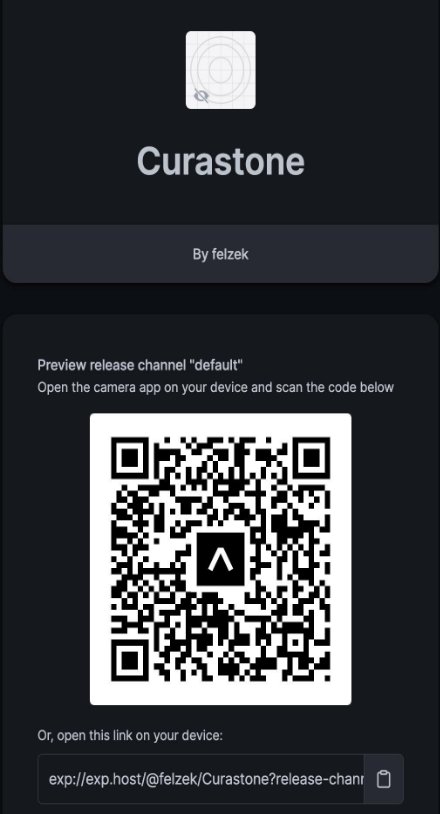 Curastone
By felzek
Preview release channel "default"
Open the camera app on your device and scan the code below
Or, open this link on your device:
exp://exp.host/@felzek/Curastone?release-chann